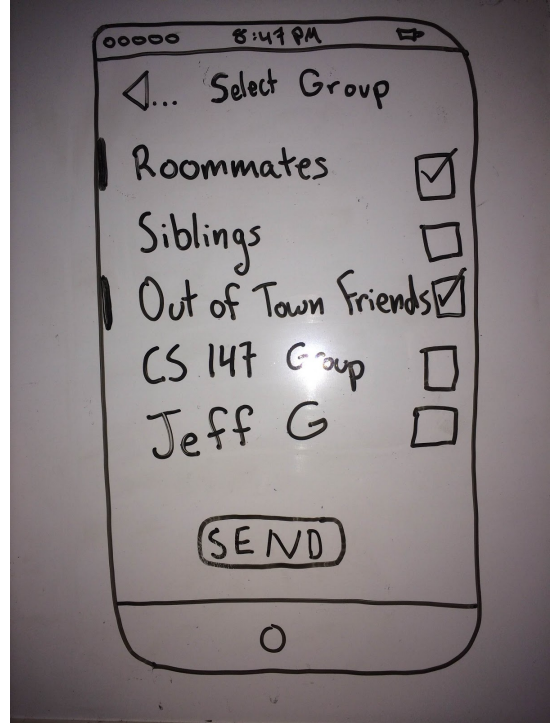 8:47 PM
... Select Group
Roommates
Siblings
Out of Town Friends
CS 147 Group
Jeff G
SEND